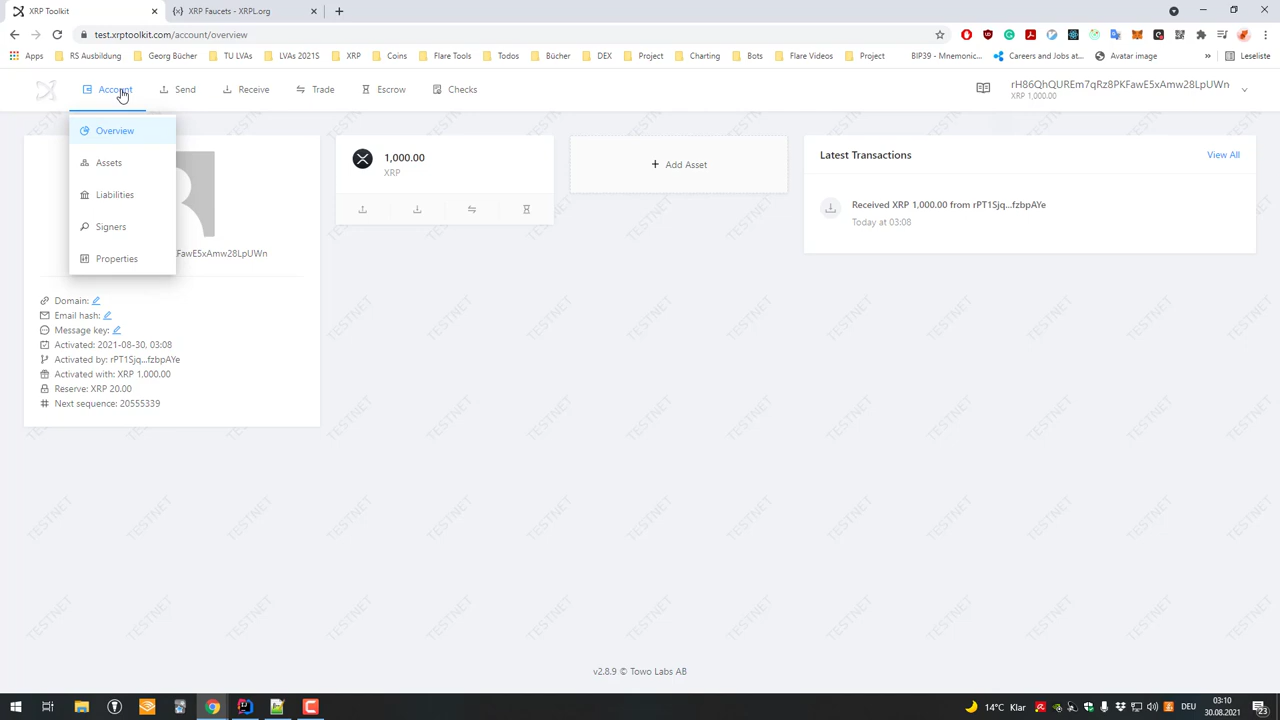 XRP Toolkit
XRP Faucets - XRPL.org
test.xrptoolkit.com/account/overview
Apps
RS Ausbildung
Georg Bücher
TU LVAs
LVAs 2021S
XRP
Coins
Flare Tools
Todos
Bücher
DEX
Project
Charting
Bots
Flare Videos
Project
BIP39 - Mnemonic...
Careers and Jobs at...
Avatar image
»
Leseliste
Account
Send
Receive
Trade
Escrow
Checks
rH86QhQUREm7qRz8PKFawE5xAmw28LpUWn
XRP 1,000.00
Overview
Assets
Liabilities
Signers
Properties
FawE5xAmw28LpUWn
Domain:
Email hash:
Message key:
Activated: 2021-08-30, 03:08
Activated by: rPT1Sjq...fzbpAYe
Activated with: XRP 1,000.00
Reserve: XRP 20.00
Next sequence: 20555339
1,000.00
XRP
+ Add Asset
Latest Transactions
View All
Received XRP 1,000.00 from rPT1Sjq...fzbpAYe
Today at 03:08
TESTNET
v2.8.9 © Towo Labs AB
14°C Klar
DEU
03:10
30.08.2021
23